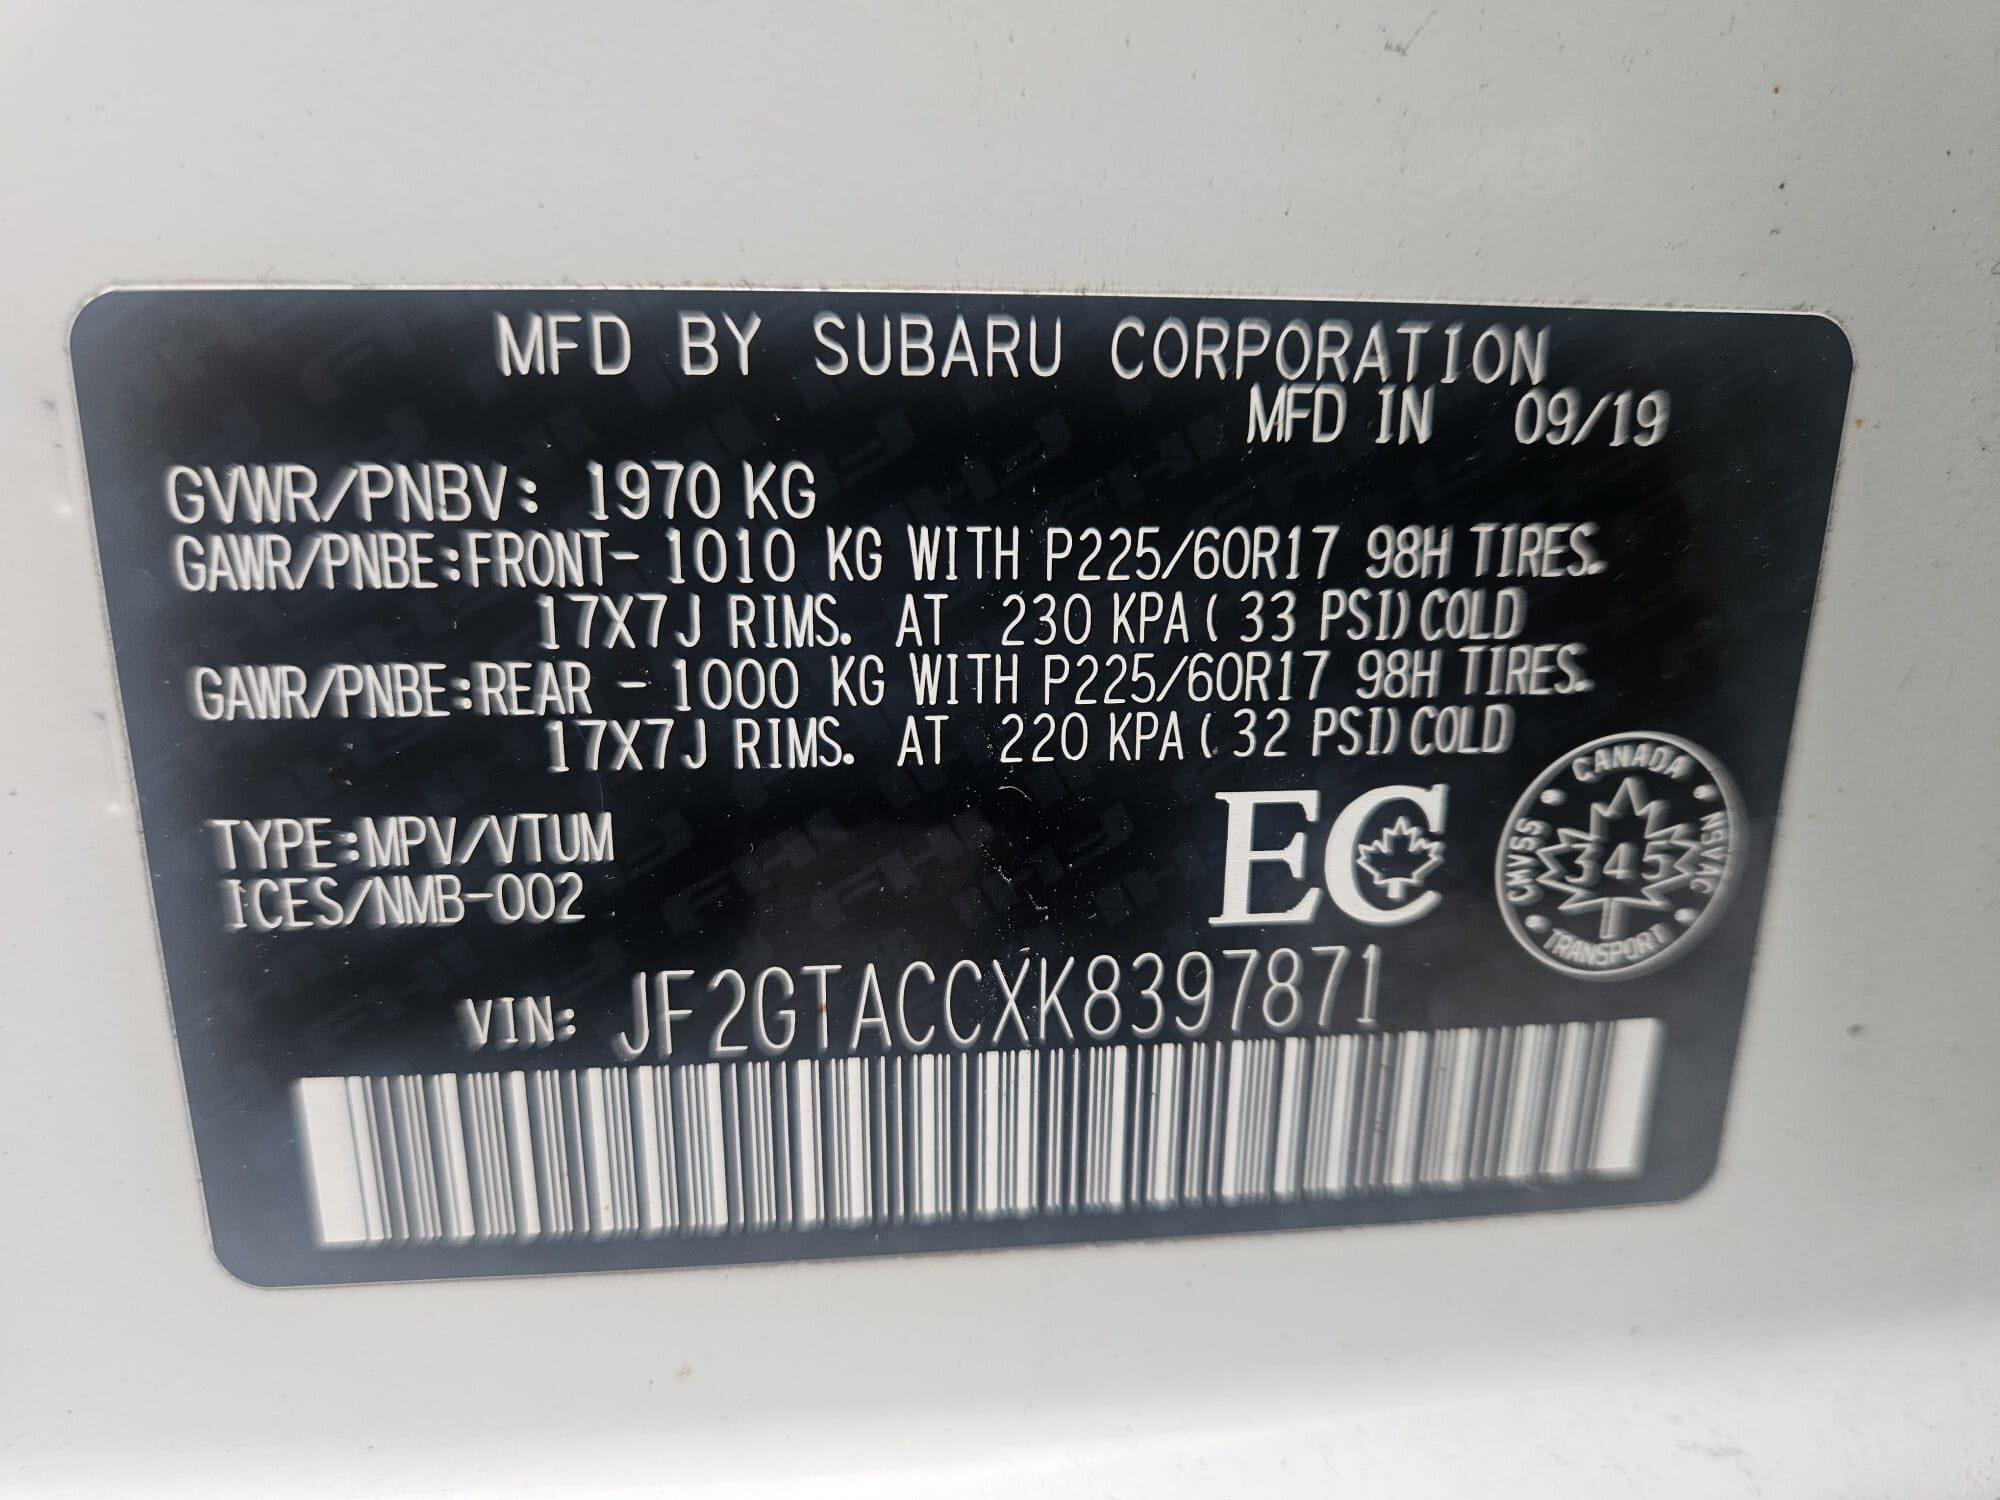 MFD BY SUBARU CORPORATION
MFD IN 09/19
GVWR/PNBV: 1970 KG
GAWR/PNBE:FRONT- 1010 KG WITH P225/60R17 98H TIRES.
17X7J RIMS. AT 230 KPA( 33 PSI)COLD
GAWR/PNBE:REAR - 1000 KG WITH P225/60R17 98H TIRES.
17X7J RIMS. AT 220 KPA( 32 PSI)COLD
TYPE:MPV/VTUM
ICES/NMB-002
EC
CANADA
CMVSS
345
NSVAC
TRANSPORT
VIN: JF2GTACCXK8397871